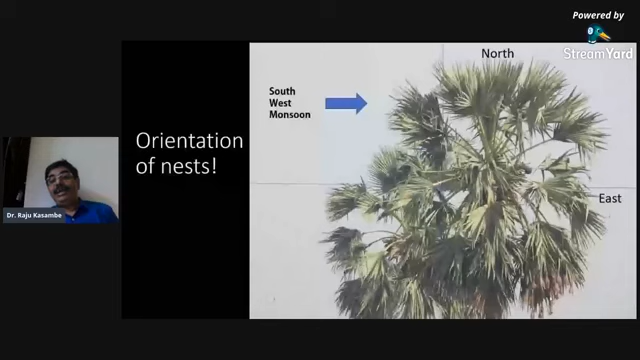 Powered by
StreamYard
North
South
West
Monsoon
Orientation
of nests!
East
Dr. Raju Kasambe